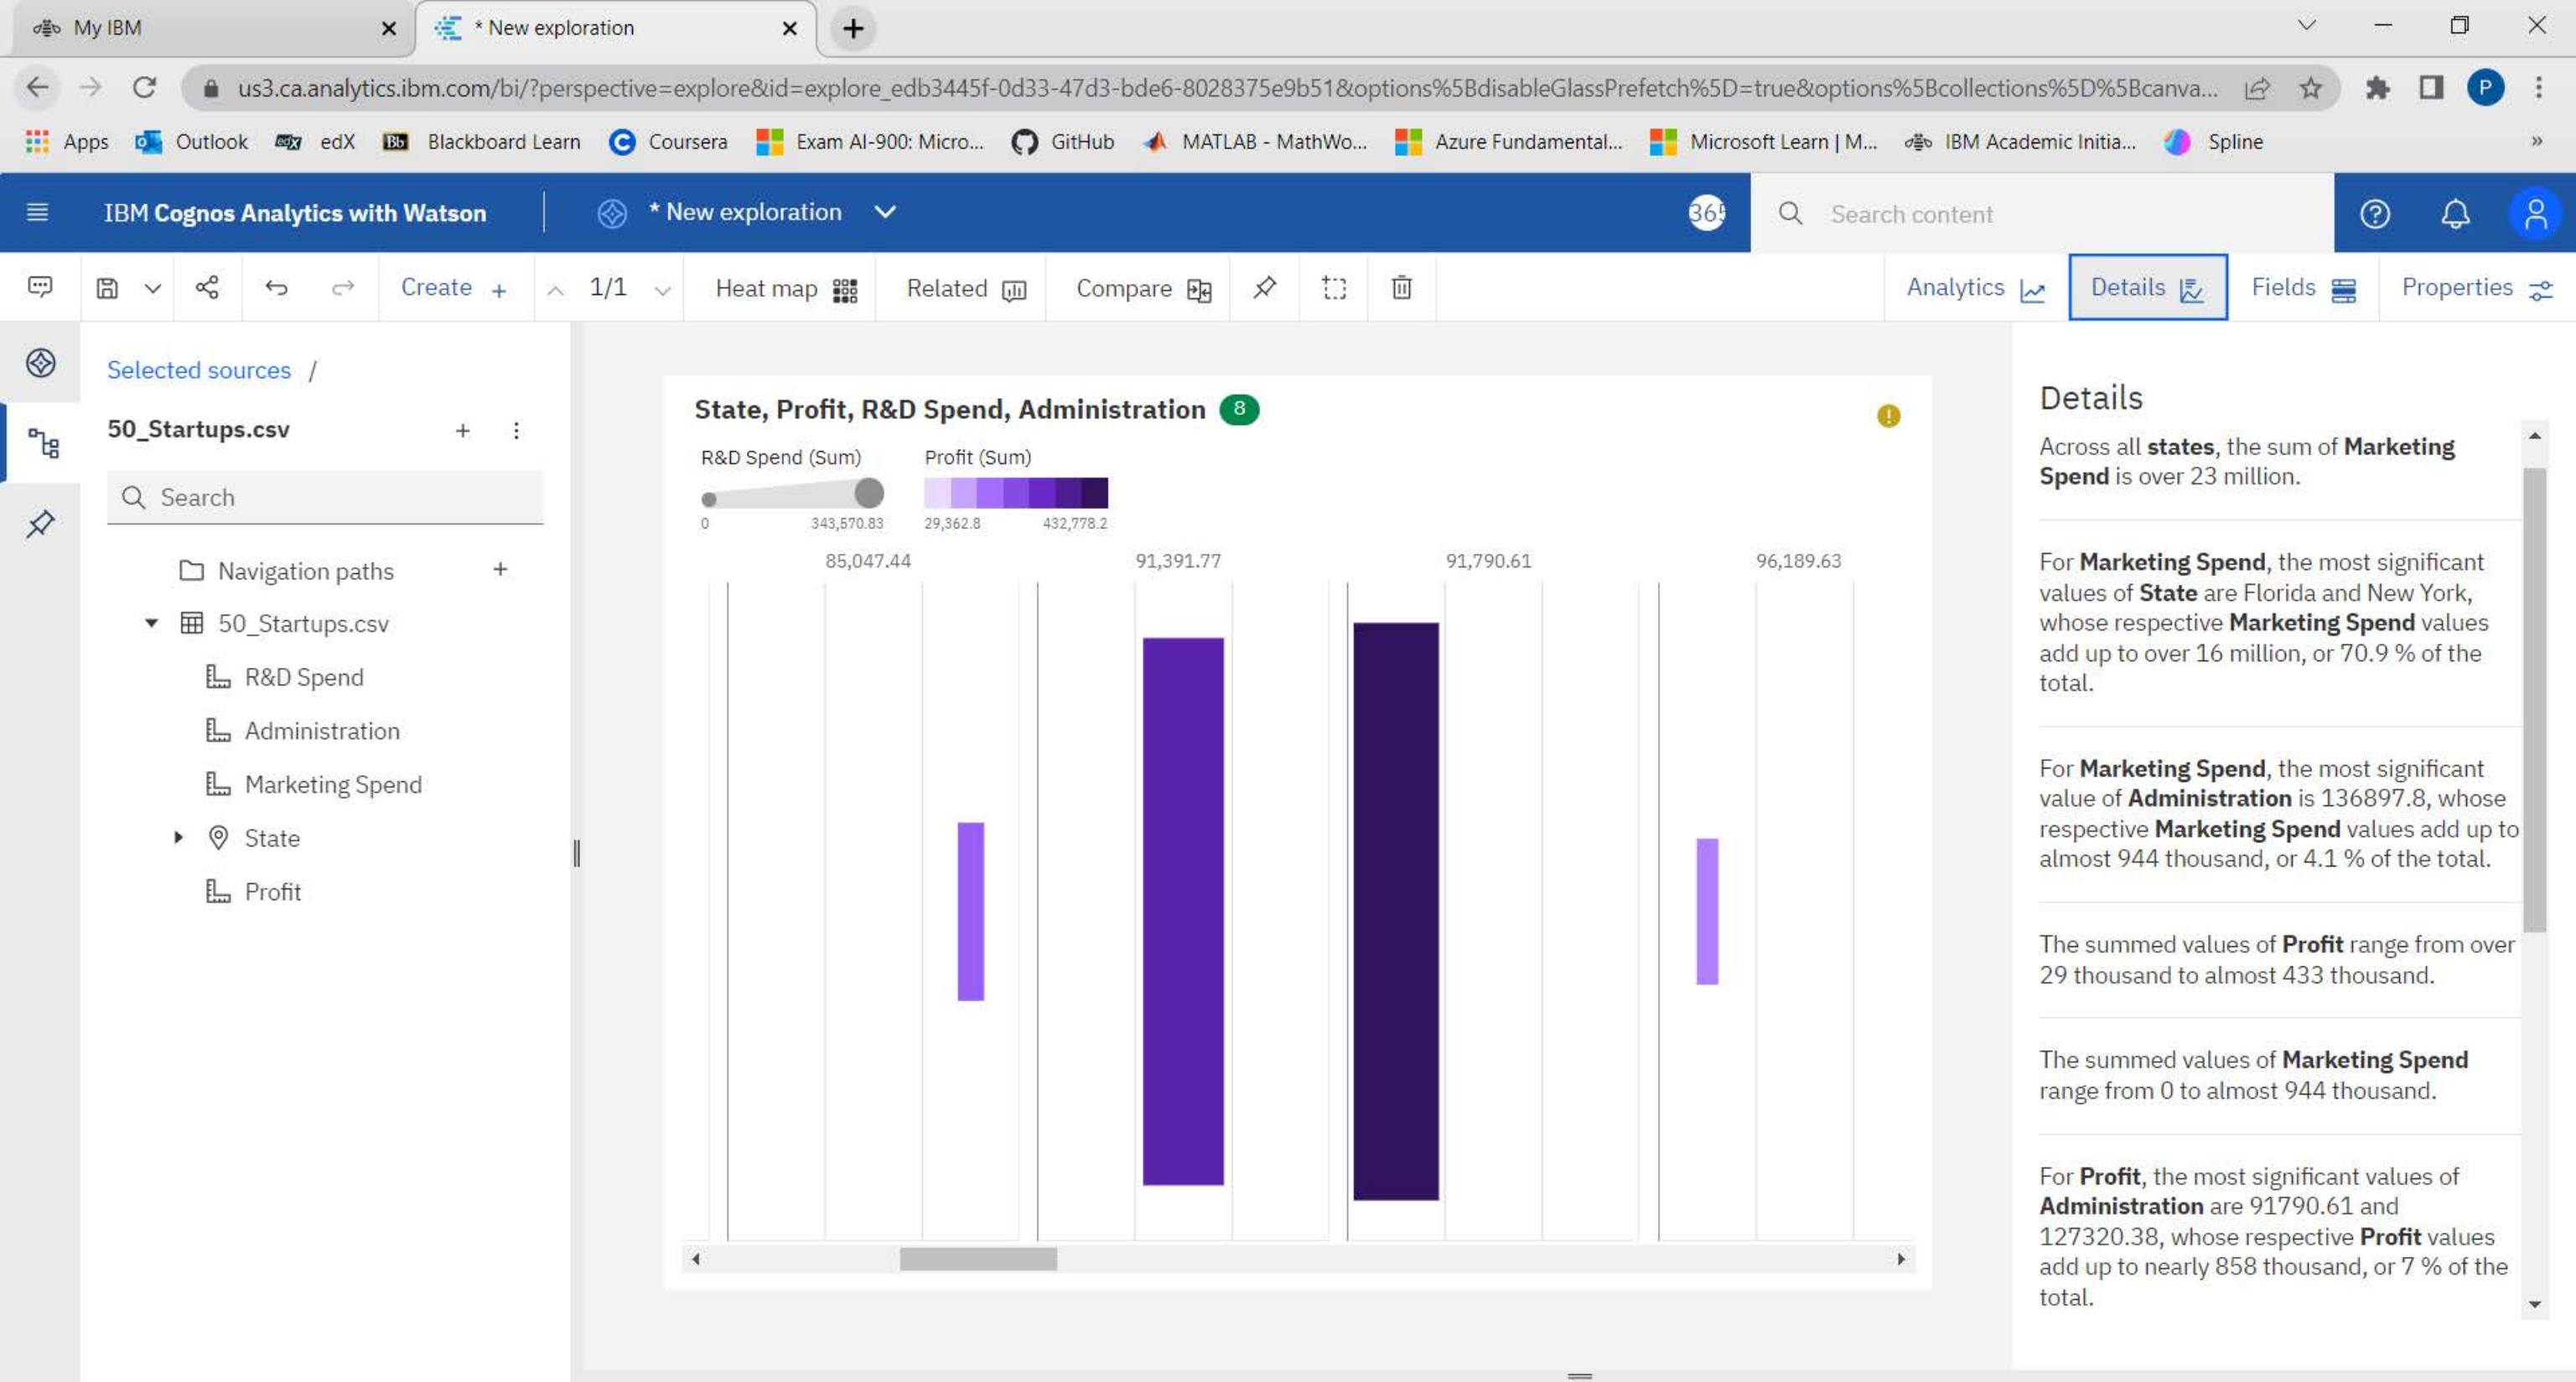 My IBM
* New exploration
us3.ca.analytics.ibm.com/bi/?perspective=explore&id=explore_edb3445f-0d33-47d3-bde6-8028375e9b51&options%5BdisableGlassPrefetch%5D=true&options%5Bcollections%5D%5Bcanva...
P
Apps
Outlook
edX
Bb
Blackboard Learn
Coursera
Exam AI-900: Micro...
GitHub
MATLAB - MathWo...
Azure Fundamental...
Microsoft Learn | M...
IBM Academic Initia...
Spline
»
IBM Cognos Analytics with Watson
* New exploration
365
Search content
Create +
1/1
Heat map
Related
Compare
Analytics
Details
Fields
Properties
Selected sources /
50_Startups.csv
Search
Navigation paths
50_Startups.csv
R&D Spend
Administration
Marketing Spend
State
Profit
State, Profit, R&D Spend, Administration 8
R&D Spend (Sum)
0 343,570.83
Profit (Sum)
29,362.8 432,778.2
85,047.44 91,391.77 91,790.61 96,189.63
Details
Across all states, the sum of Marketing
Spend is over 23 million.
For Marketing Spend, the most significant
values of State are Florida and New York,
whose respective Marketing Spend values
add up to over 16 million, or 70.9 % of the
total.
For Marketing Spend, the most significant
value of Administration is 136897.8, whose
respective Marketing Spend values add up to
almost 944 thousand, or 4.1 % of the total.
The summed values of Profit range from over
29 thousand to almost 433 thousand.
The summed values of Marketing Spend
range from 0 to almost 944 thousand.
For Profit, the most significant values of
Administration are 91790.61 and
127320.38, whose respective Profit values
add up to nearly 858 thousand, or 7 % of the
total.